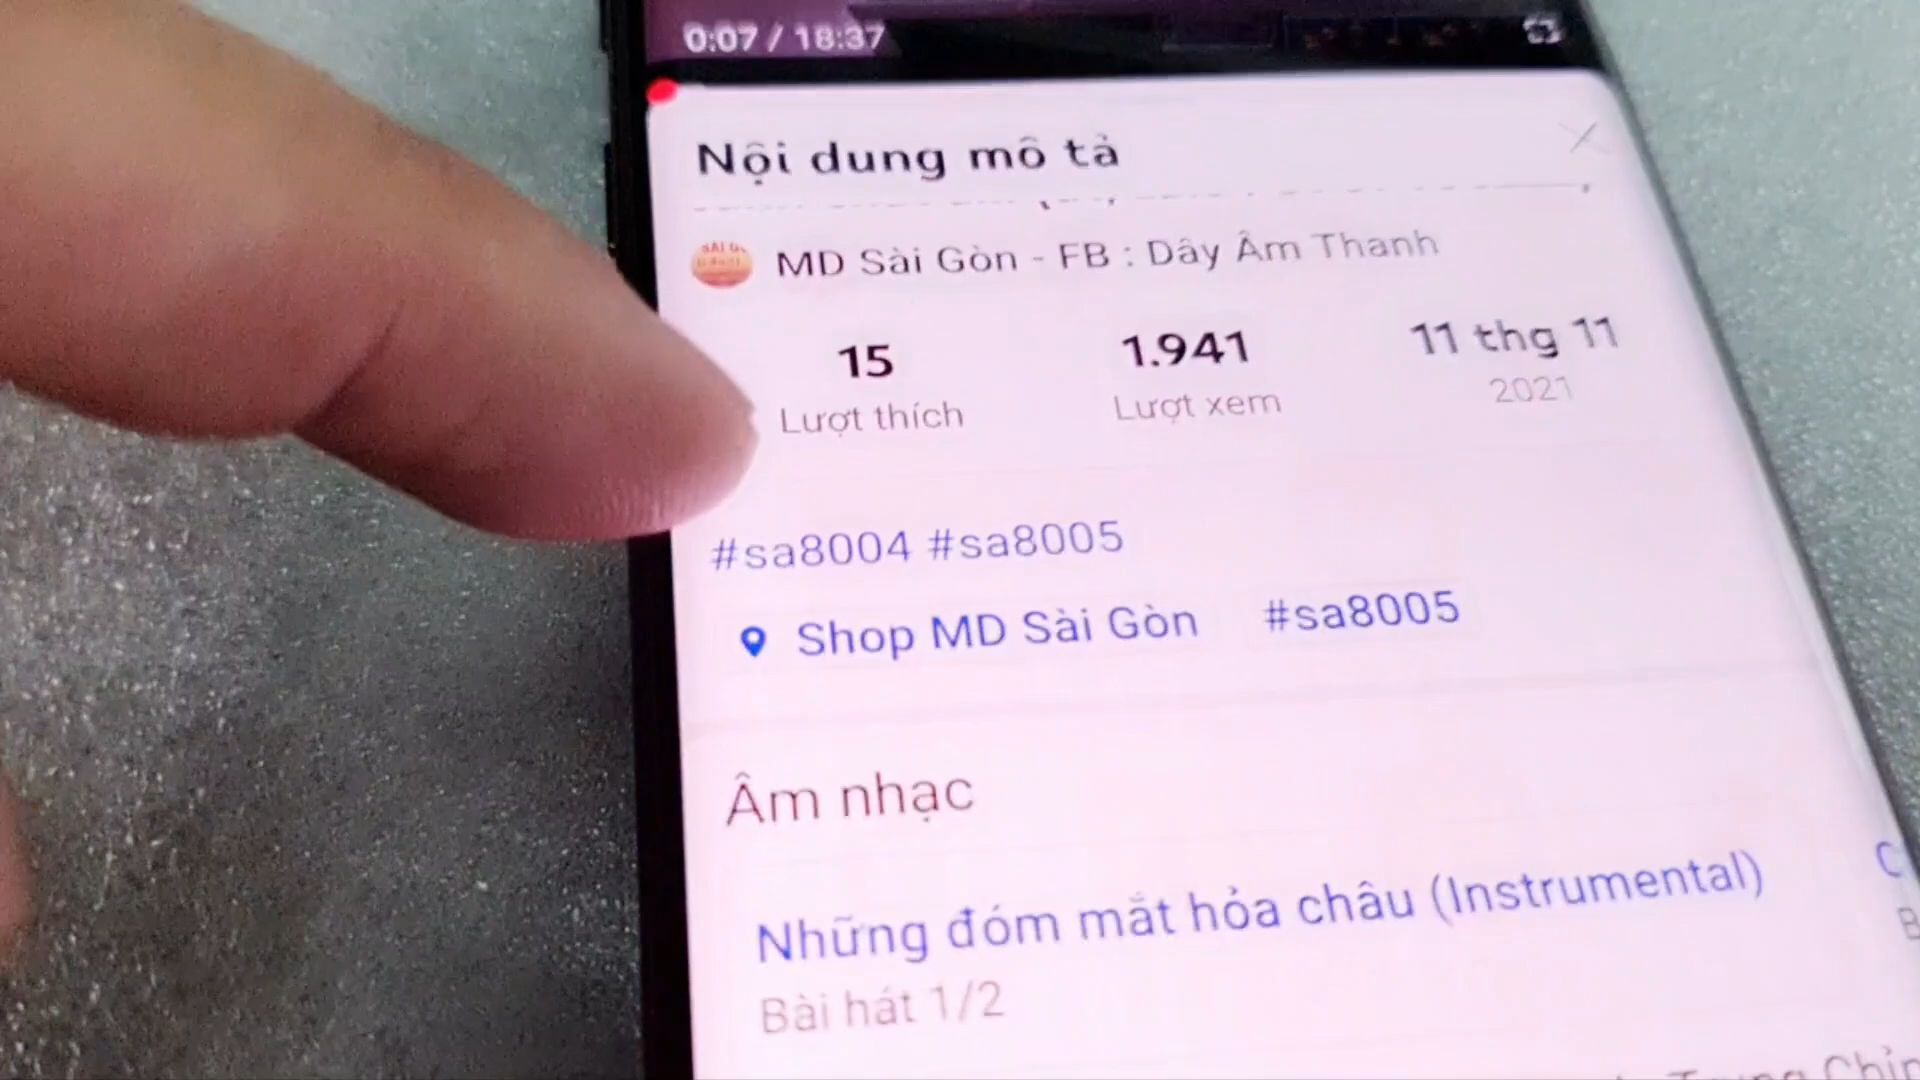 0:07 / 18:37
Nội dung mô tả
MD Sài Gòn - FB : Dây Âm Thanh
15 1.941 11 thg 11
Lượt thích Lượt xem 2021
#sa8004 #sa8005
Shop MD Sài Gòn #sa8005
Âm nhạc
Những đóm mắt hỏa châu (Instrumental)
Bài hát 1/2